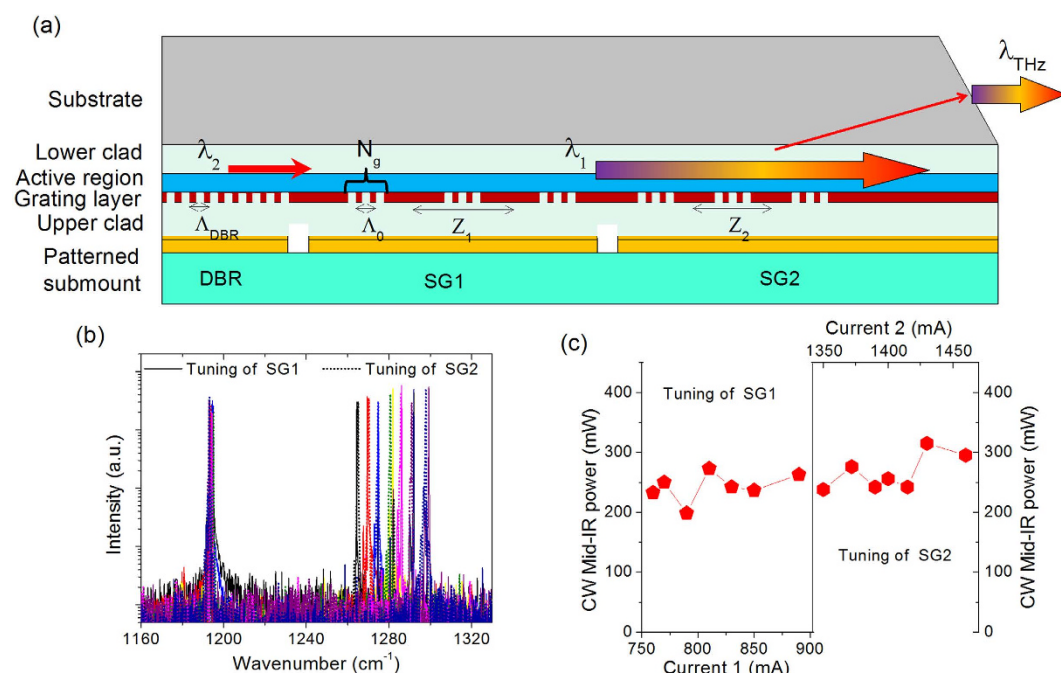 (a)
λTHz
Substrate
Lower clad
λ2
Ng
λ1
Active region
Grating layer
Upper clad
ΛDBR
Λ0
Z1
Z2
Patterned
submount
DBR
SG1
SG2
(b)
Tuning of SG1
Tuning of SG2
Intensity (a.u.)
1160
1200
1240
1280
1320
Wavenumber (cm-1)
(c)
Current 2 (mA)
1350
1400
1450
Tuning of SG1
Tuning of SG2
CW Mid-IR power (mW)
400
300
200
100
0
750
800
850
900
Current 1 (mA)
400
300
200
100
0
CW Mid-IR power (mW)